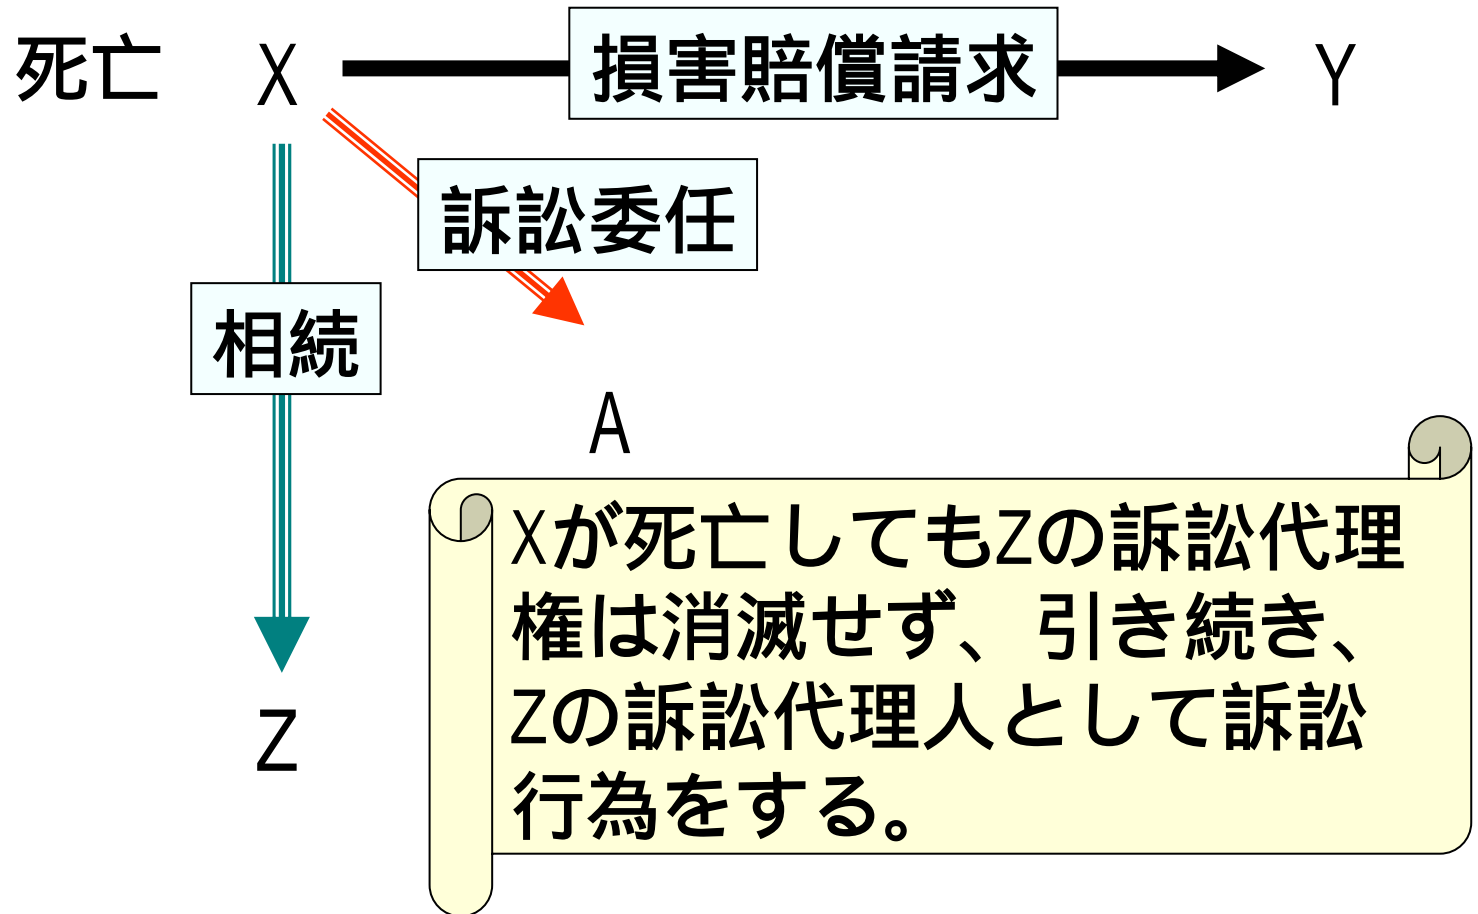 死亡 X 損害賠償請求 Y
訴訟委任
相続
A
Xが死亡してもZの訴訟代理
権は消滅せず、引き続き、
Zの訴訟代理人として訴訟
行為をする。
Z